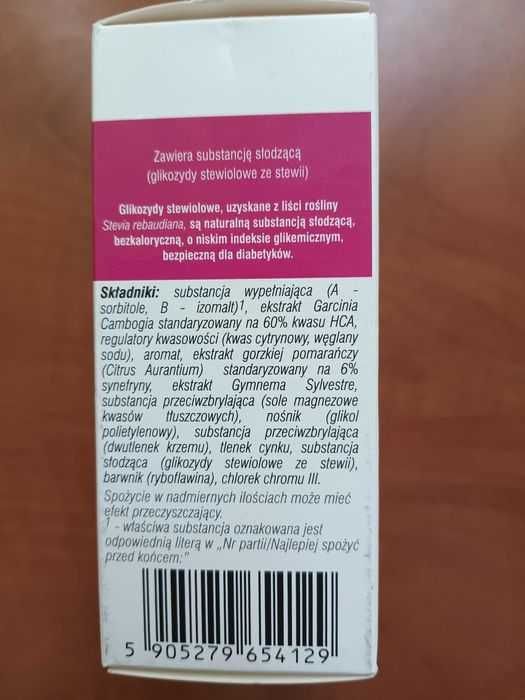 Zawiera substancję słodzącą
(glikozydy stewiolowe ze stewii)
Glikozydy stewiolowe, uzyskane z liści rośliny
Stevia rebaudiana, są naturalną substancją słodzącą,
bezkaloryczną, o niskim indeksie glikemicznym,
bezpieczną dla diabetyków.
Składniki: substancja wypełniająca (A -
sorbitole, B - izomalt)¹, ekstrakt Garcinia
Cambogia standaryzowany na 60% kwasu HCA,
regulatory kwasowości (kwas cytrynowy, węglany
sodu), aromat, ekstrakt gorzkiej pomarańczy
(Citrus Aurantium) standaryzowany na 6%
synefryny, ekstrakt Gymnema Sylvestre,
substancja przeciwzbrylająca (sole magnezowe
kwasów tłuszczowych), nośnik (glikol
polietylenowy), substancja przeciwzbrylająca
(dwutlenek krzemu), tlenek cynku, substancja
słodząca (glikozydy stewiolowe ze stewii),
barwnik (ryboflawina), chlorek chromu III.
Spożycie w nadmiernych ilościach może mieć
efekt przeczyszczający.
¹ - właściwa substancja oznakowana jest
odpowiednią literą w „Nr partii/Najlepiej spożyć
przed końcem:"
5 905279 654129